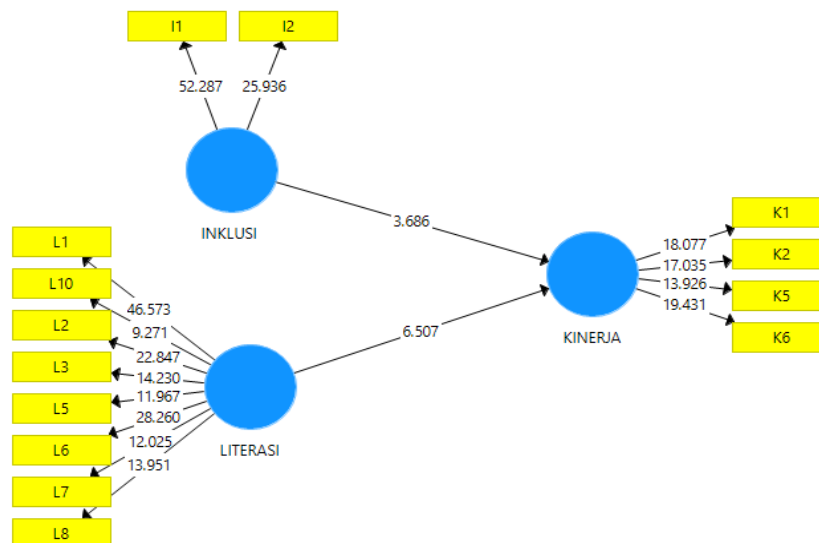 I1
I2
52.287
25.936
INKLUSI
3.686
K1
K2
K5
K6
18.077
17.035
13.926
19.431
KINERJA
6.507
L1
L10
L2
L3
L5
L6
L7
L8
46.573
9.271
22.847
14.230
11.967
28.260
12.025
13.951
LITERASI